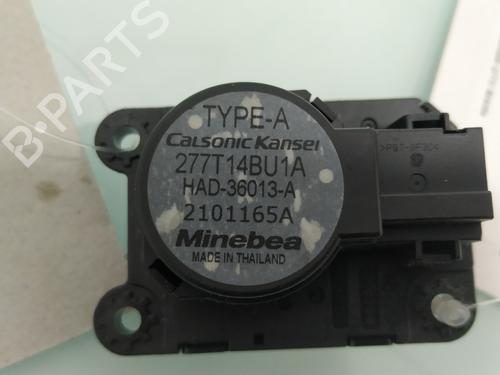 TYPE-A
Calsonic Kansei
277T14BU1A
HAD-36013-A
2101165A
Minebea
MADE IN THAILAND
B-PARTS